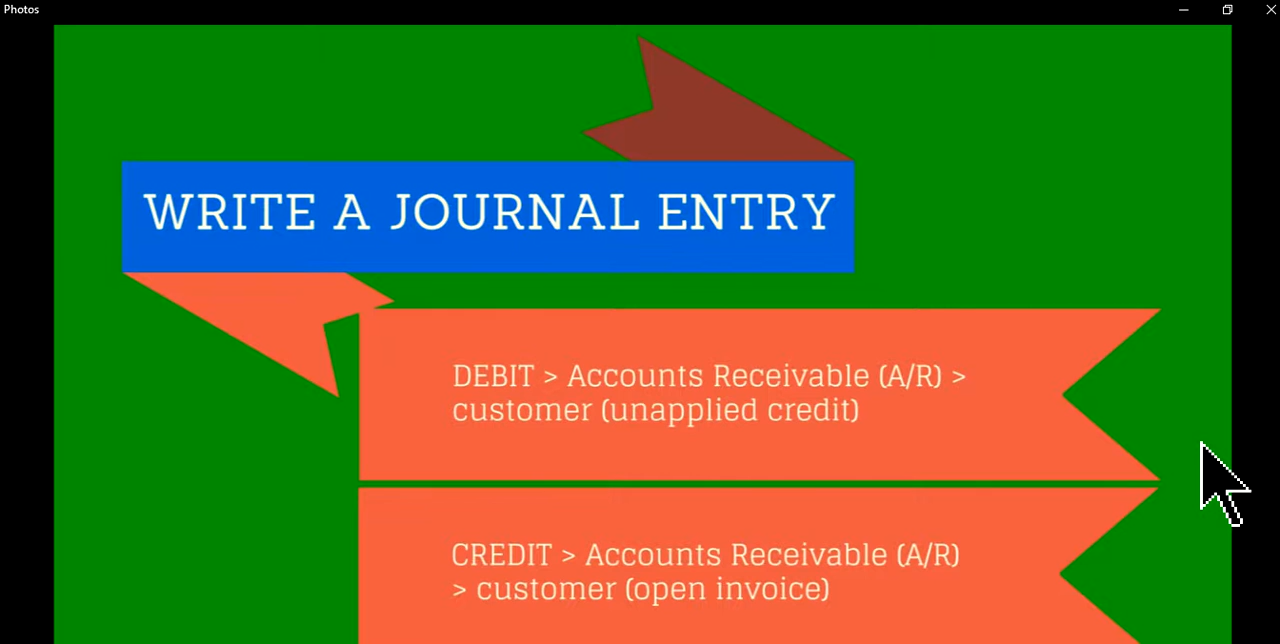 Photos
WRITE A JOURNAL ENTRY
DEBIT > Accounts Receivable (A/R) >
customer (unapplied credit)
CREDIT > Accounts Receivable (A/R)
> customer (open invoice)